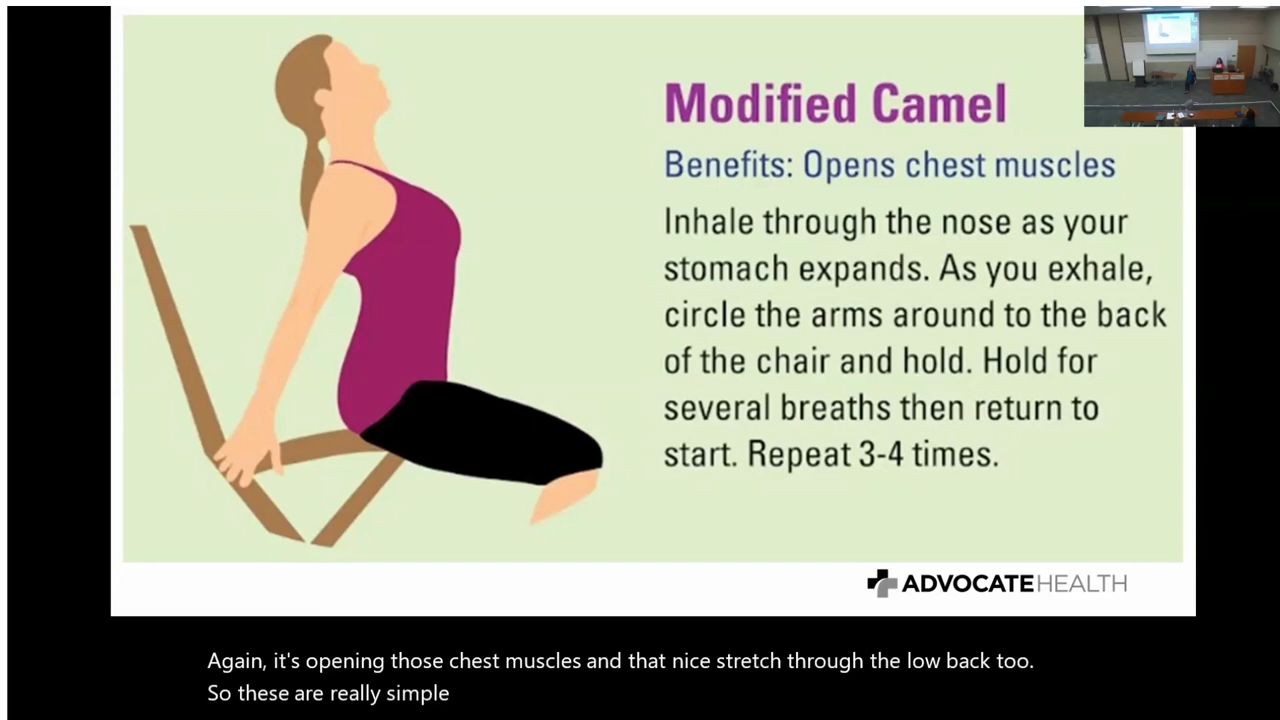 Modified Camel
Benefits: Opens chest muscles
Inhale through the nose as your
stomach expands. As you exhale,
circle the arms around to the back
of the chair and hold. Hold for
several breaths then return to
start. Repeat 3-4 times.
ADVOCATEHEALTH
Again, it's opening those chest muscles and that nice stretch through the low back too.
So these are really simple